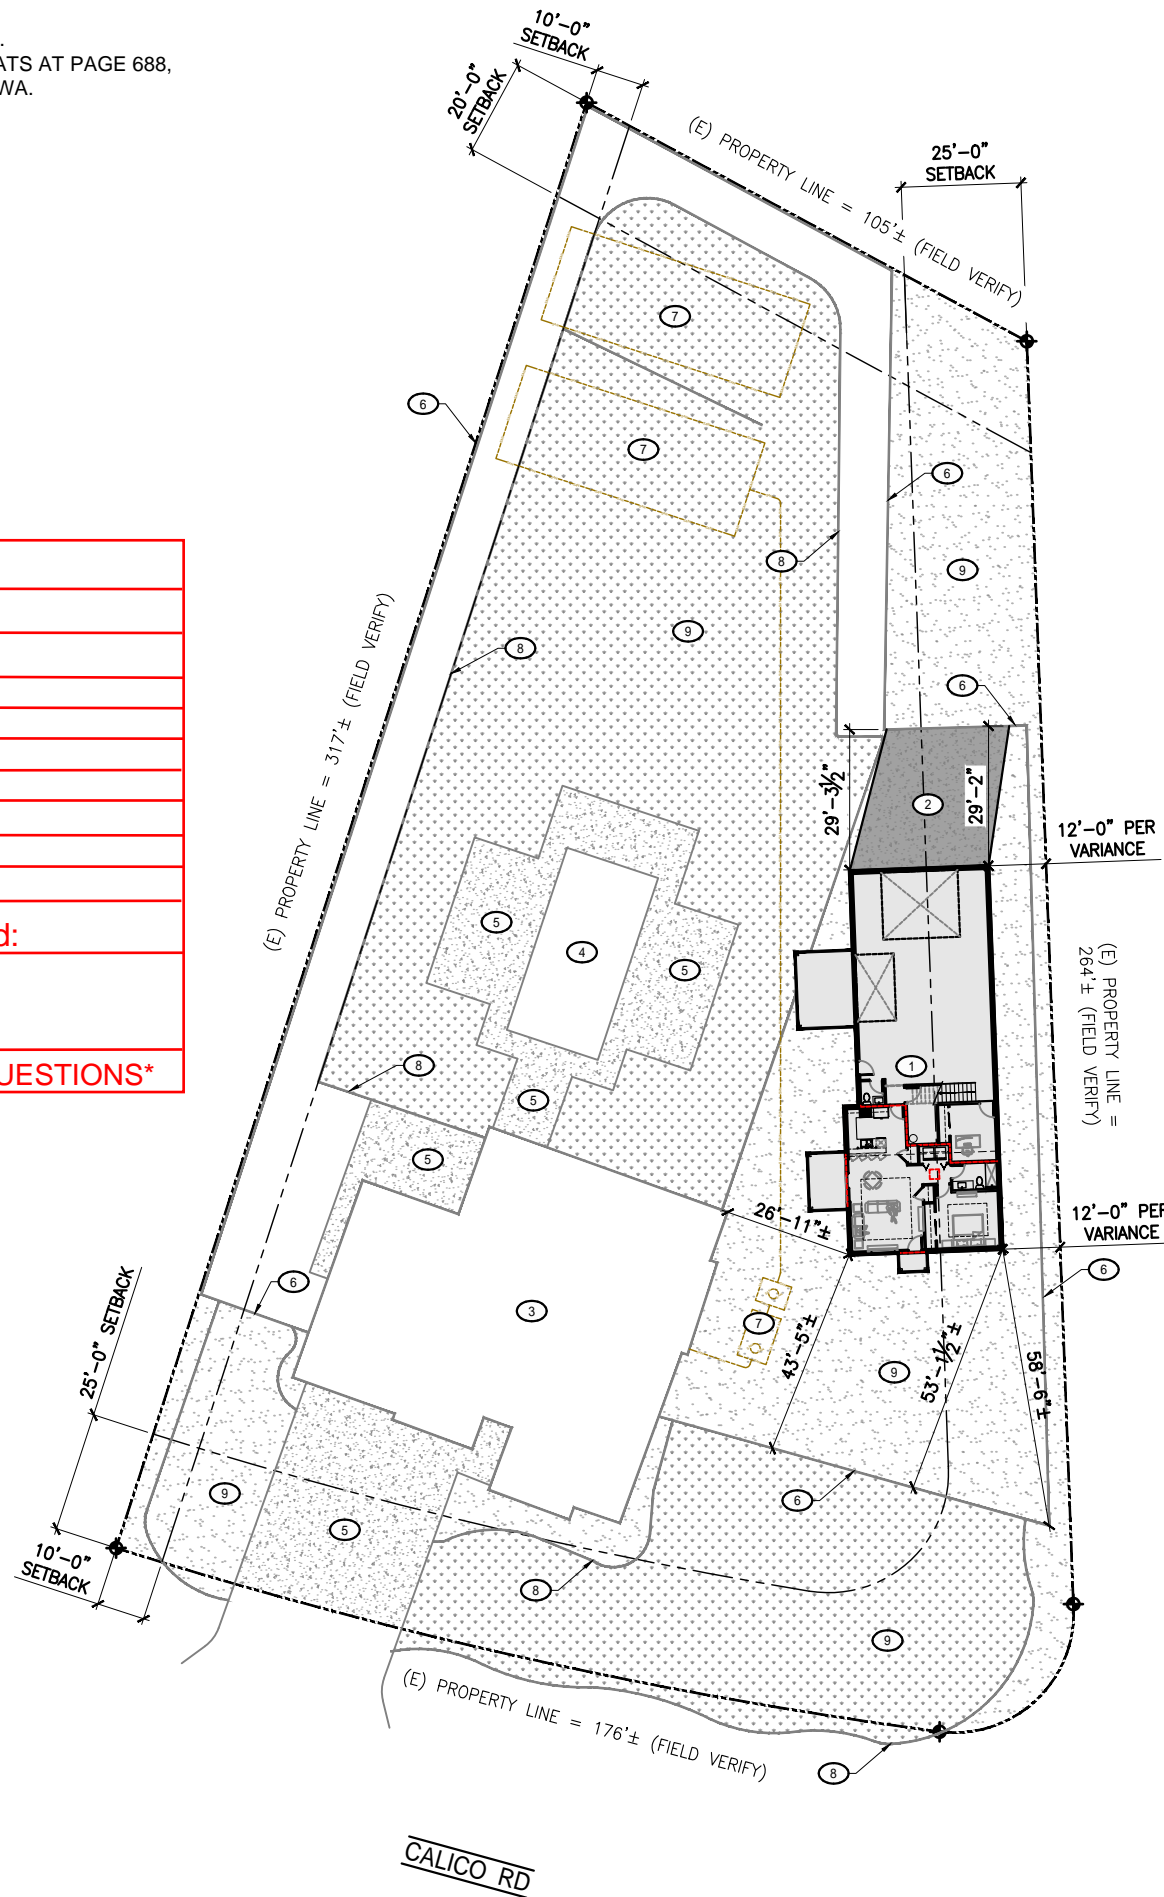 .
ATS AT PAGE 688,
WA.
10'-0"
SETBACK
20'-0"
SETBACK
(E) PROPERTY LINE = 105'± (FIELD VERIFY)
25'-0"
SETBACK
7
6
7
6
8
9
9
8
6
(E) PROPERTY LINE = 317'± (FIELD VERIFY)
29'-3½"
2
29'-2"
12'-0" PER
VARIANCE
d:
5
4
5
(E) PROPERTY LINE =
264'± (FIELD VERIFY)
UESTIONS*
8
1
5
5
26'-11"±
12'-0" PER
VARIANCE
6
6
3
7
25'-0" SETBACK
43'-5"±
53'-11½"±
58'-6"±
9
9
5
6
10'-0"
SETBACK
8
9
(E) PROPERTY LINE = 176'± (FIELD VERIFY)
8
CALICO RD